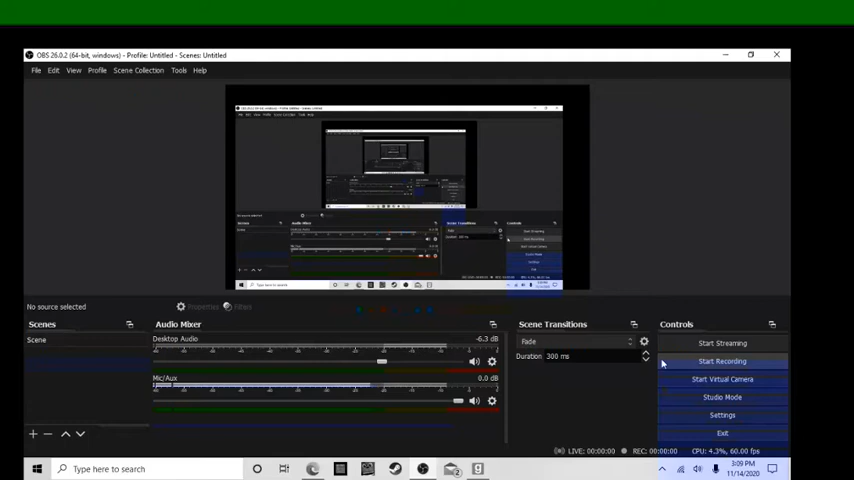 OBS 26.0.2 (64-bit, windows) - Profile: Untitled - Scenes: Untitled
File Edit View Profile Scene Collection Tools Help
No source selected Properties Filters
Scenes Audio Mixer Scene Transitions Controls
Scene
Desktop Audio -6.3 dB
Mic/Aux 0.0 dB
Fade
Duration 300 ms
Start Streaming
Start Recording
Start Virtual Camera
Studio Mode
Settings
Exit
LIVE: 00:00:00 REC: 00:00:00 CPU: 4.3%, 60.00 fps
Type here to search
3:09 PM
11/14/2020